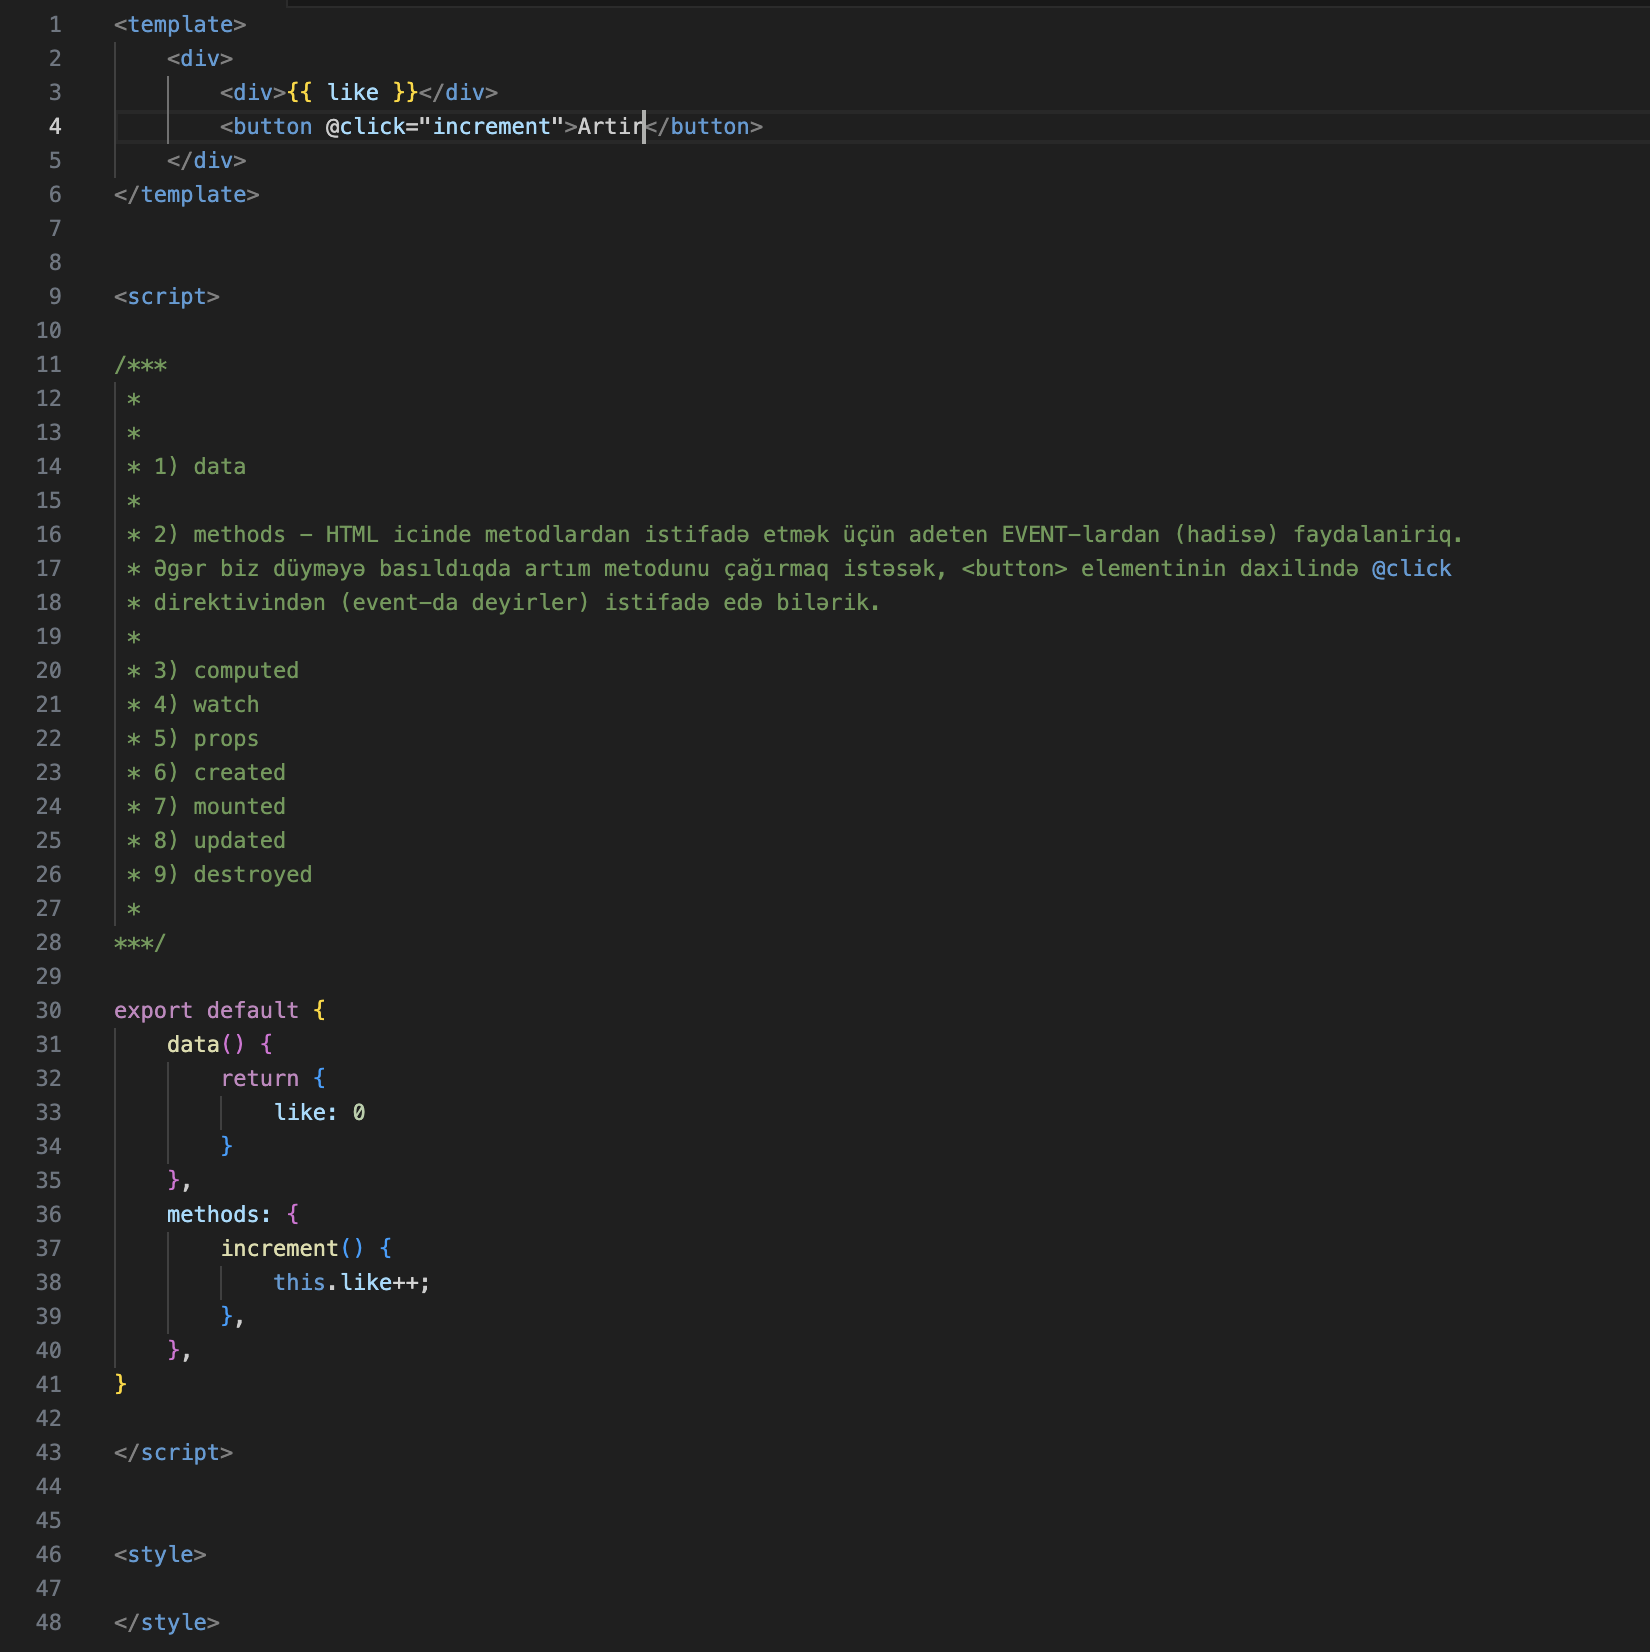 1 <template>
2 <div>
3 <div>{{ like }}</div>
4 <button @click="increment">Artir</button>
5 </div>
6 </template>
7
8
9 <script>
10
11 /***
12 *
13 *
14 * 1) data
15 *
16 * 2) methods – HTML icinde metodlardan istifadə etmək üçün adeten EVENT-lardan (hadisə) faydalaniriq.
17 * Əgər biz düyməyə basıldıqda artım metodunu çağırmaq istəsək, <button> elementinin daxilində @click
18 * direktivindən (event-da deyirler) istifadə edə bilərik.
19 *
20 * 3) computed
21 * 4) watch
22 * 5) props
23 * 6) created
24 * 7) mounted
25 * 8) updated
26 * 9) destroyed
27 *
28 ***/
29
30 export default {
31 data() {
32 return {
33 like: 0
34 }
35 },
36 methods: {
37 increment() {
38 this.like++;
39 },
40 },
41 }
42
43 </script>
44
45
46 <style>
47
48 </style>